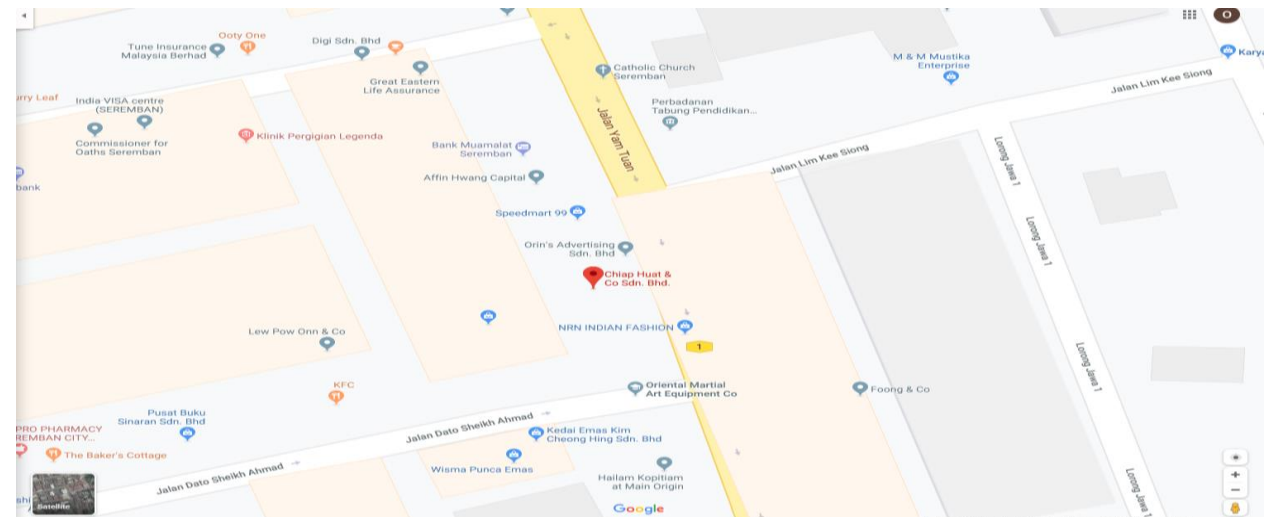 Ooty One
Tune Insurance
Malaysia Berhad
Digi Sdn. Bhd
Great Eastern
Life Assurance
Catholic Church
Seremban
M & M Mustika
Enterprise
Karya
O
urry Leaf
India VISA centre
(SEREMBAN)
Commissioner for
Oaths Seremban
Klinik Pergigian Legenda
Perbadanan
Tabung Pendidikan...
Jalan Lim Kee Siong
Jalan Yam Tuan
Bank Muamalat
Seremban
Jalan Lim Kee Siong
Lorong Jawa 1
bank
Affin Hwang Capital
Speedmart 99
Lorong Jawa 1
Orin's Advertising
Sdn. Bhd
Chiap Huat &
Co Sdn. Bhd.
NRN INDIAN FASHION
Lew Pow Onn & Co
1
Lorong Jawa 1
KFC
Oriental Martial
Art Equipment Co
Foong & Co
Pusat Buku
Sinaran Sdn. Bhd
Jalan Dato Sheikh Ahmad
PRO PHARMACY
REMBAN CITY...
Kedai Emas Kim
Cheong Hing Sdn. Bhd
The Baker's Cottage
Wisma Punca Emas
Jalan Dato Sheikh Ahmad
Hailam Kopitiam
at Main Origin
Lorong Jawa 1
Satellite
Google